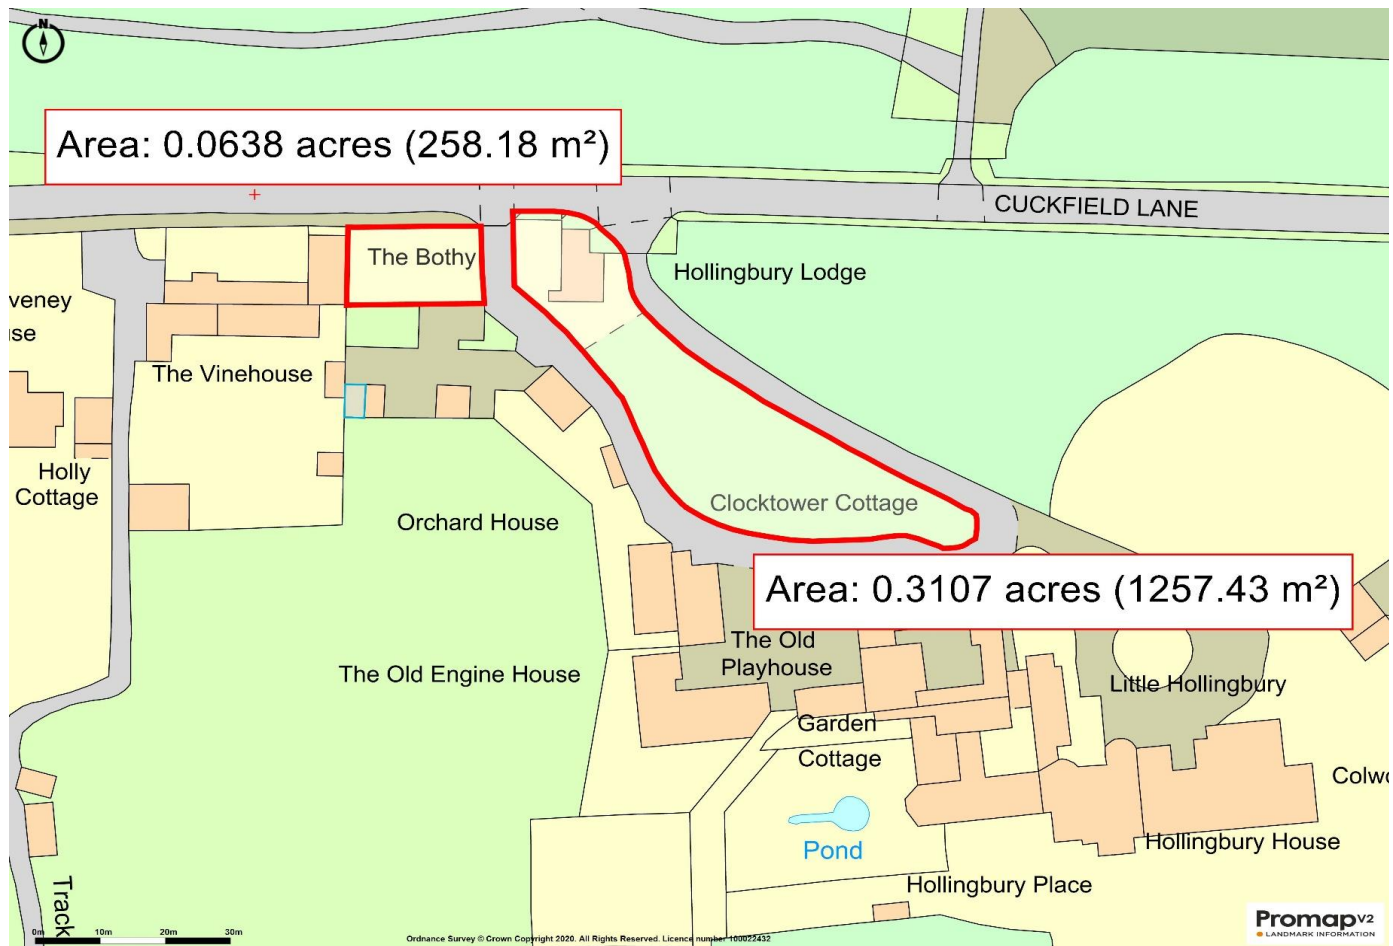 N
Area: 0.0638 acres (258.18 m²)
CUCKFIELD LANE
The Bothy
Hollingbury Lodge
veney
se
The Vinehouse
Holly
Cottage
Clocktower Cottage
Orchard House
Area: 0.3107 acres (1257.43 m²)
The Old
Playhouse
The Old Engine House
Little Hollingbury
Garden
Cottage
Colwo
Pond
Hollingbury House
Hollingbury Place
Track
0m 10m 20m 30m
Ordnance Survey © Crown Copyright 2020. All Rights Reserved. Licence number 100022432
Promap V2
LANDMARK INFORMATION